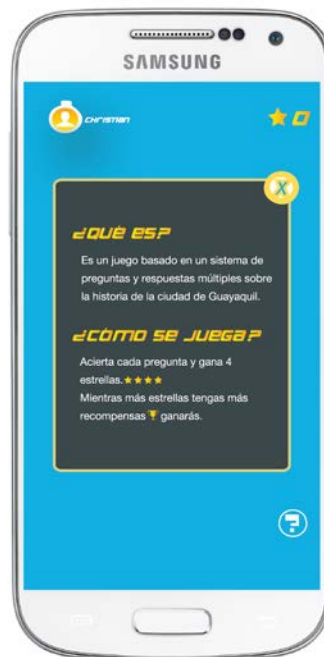 SAMSUNG
CHRISTIAN
0
X
¿QUÈ ES?
Es un juego basado en un sistema de
preguntas y respuestas múltiples sobre
la historia de la ciudad de Guayaquil.
¿CÒMO SE JUEGA?
Acierta cada pregunta y gana 4
estrellas.★★★★
Mientras más estrellas tengas más
recompensas 🏆 ganarás.
?